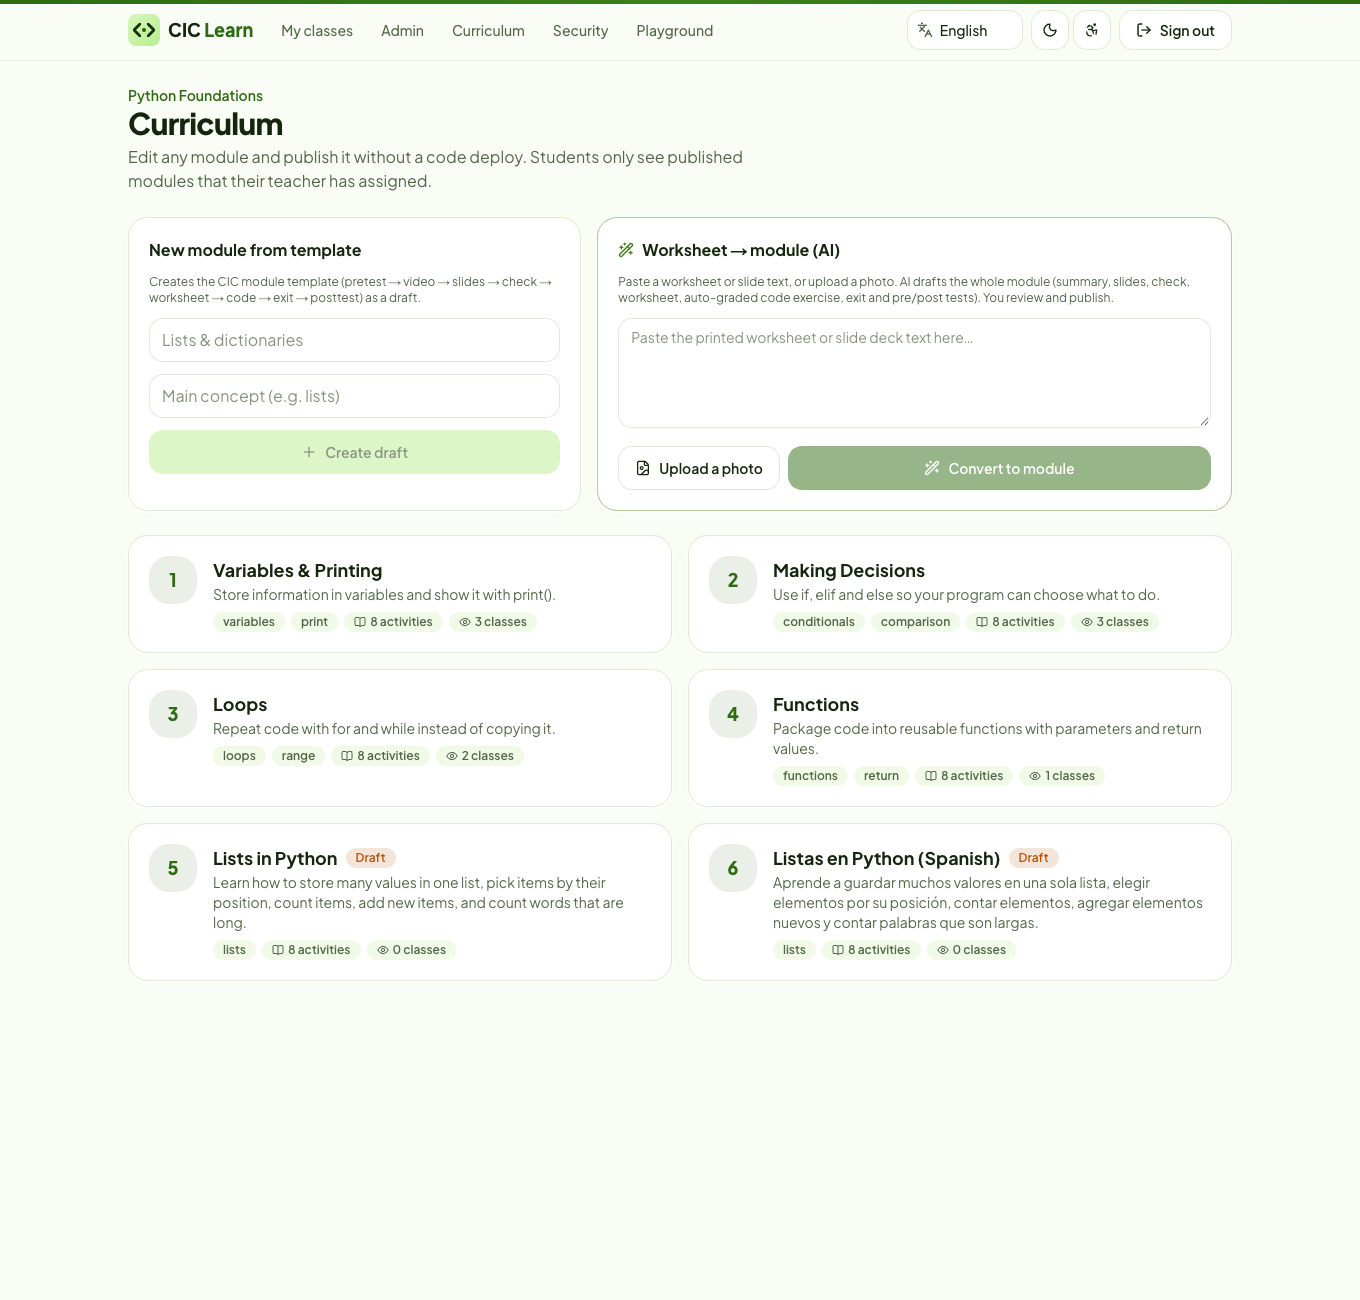 CIC Learn
My classes
Admin
Curriculum
Security
Playground
English
Sign out
Python Foundations
Curriculum
Edit any module and publish it without a code deploy. Students only see published
modules that their teacher has assigned.
New module from template
Creates the CIC module template (pretest → video → slides → check →
worksheet → code → exit → posttest) as a draft.
Lists & dictionaries
Main concept (e.g. lists)
Create draft
Worksheet → module (AI)
Paste a worksheet or slide text, or upload a photo. AI drafts the whole module (summary, slides, check,
worksheet, auto-graded code exercise, exit and pre/post tests). You review and publish.
Paste the printed worksheet or slide deck text here…
Upload a photo
Convert to module
1
Variables & Printing
Store information in variables and show it with print().
variables
print
8 activities
3 classes
2
Making Decisions
Use if, elif and else so your program can choose what to do.
conditionals
comparison
8 activities
3 classes
3
Loops
Repeat code with for and while instead of copying it.
loops
range
8 activities
2 classes
4
Functions
Package code into reusable functions with parameters and return
values.
functions
return
8 activities
1 classes
5
Lists in Python
Draft
Learn how to store many values in one list, pick items by their
position, count items, add new items, and count words that are
long.
lists
8 activities
0 classes
6
Listas en Python (Spanish)
Draft
Aprende a guardar muchos valores en una sola lista, elegir
elementos por su posición, contar elementos, agregar elementos
nuevos y contar palabras que son largas.
lists
8 activities
0 classes